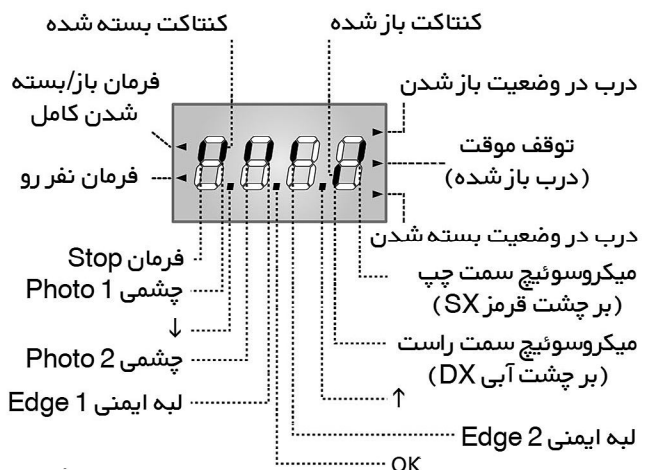 کنتاکت باز شده
کنتاکت بسته شده
درب در وضعیت باز شدن
توقف موقت
(درب باز شده)
درب در وضعیت بسته شدن
میکروسوئیچ سمت چپ
(بر چشت قرمز SX)
میکروسوئیچ سمت راست
(بر چشت آبی DX)
↑
لبه ایمنی Edge 2
OK
فرمان باز/بسته
شدن کامل
فرمان نفر رو
فرمان Stop
چشمی Photo 1
↓
چشمی Photo 2
لبه ایمنی Edge 1